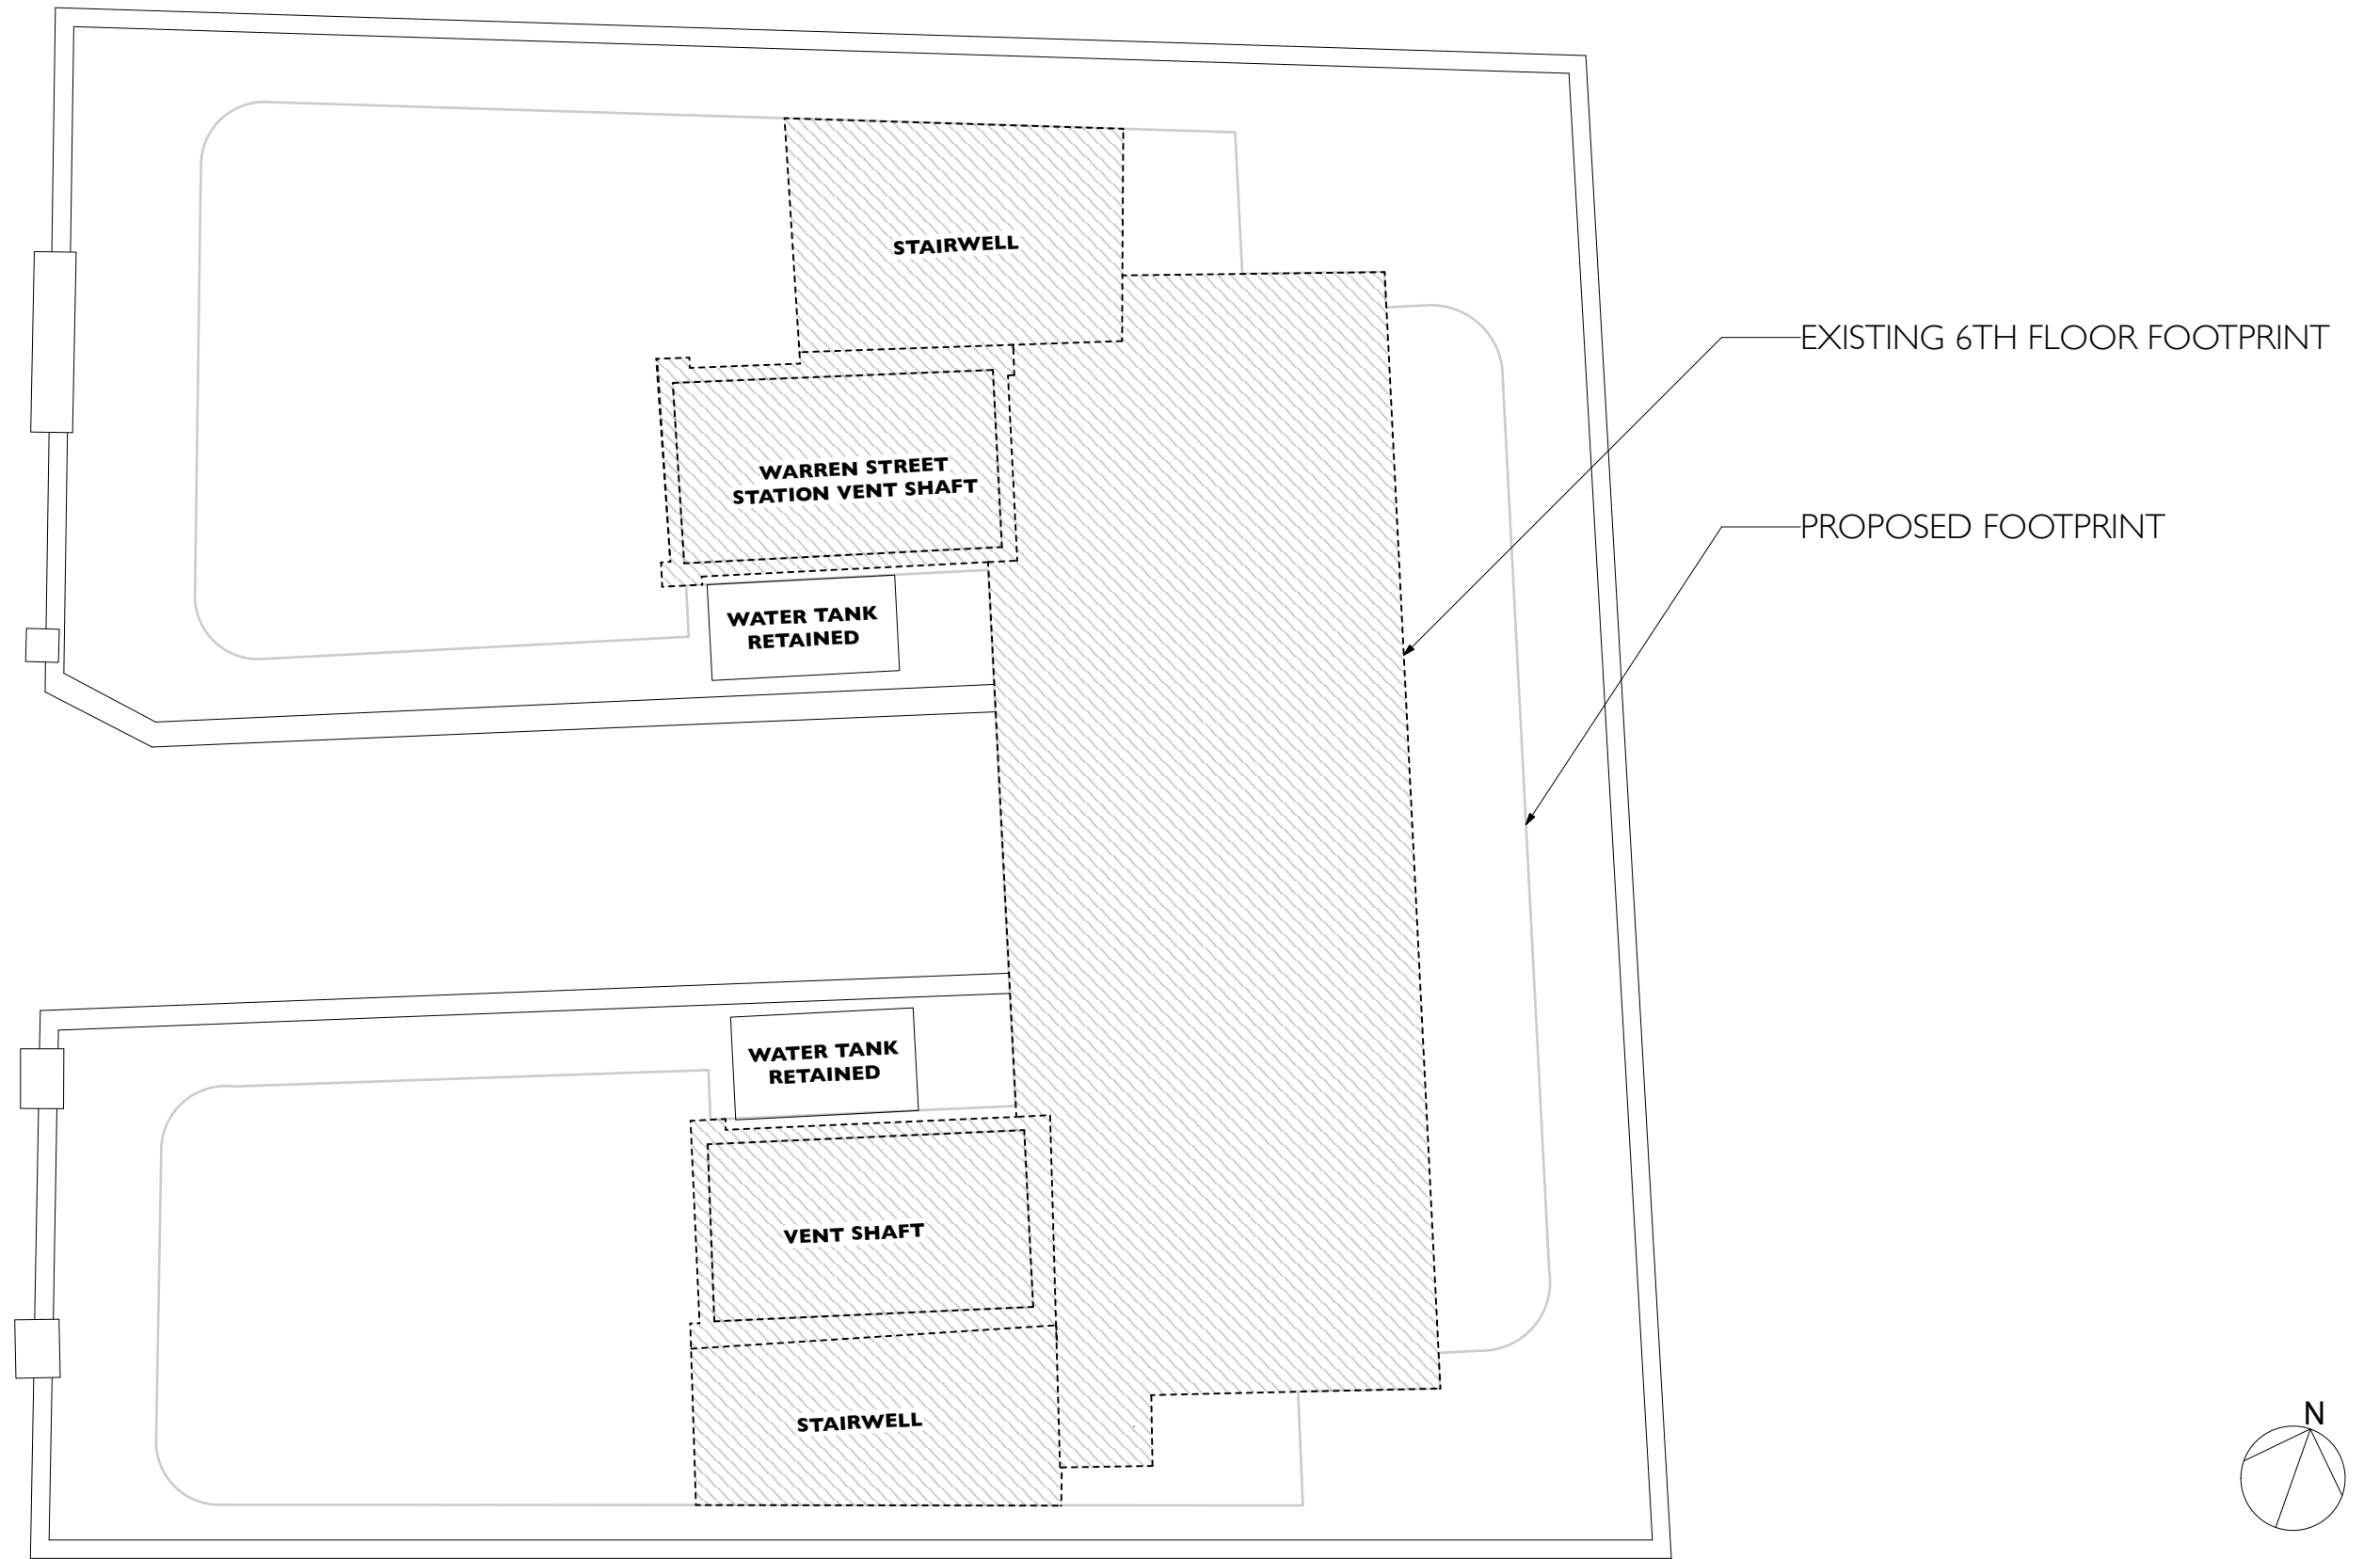 STAIRWELL
EXISTING 6TH FLOOR FOOTPRINT
WARREN STREET
STATION VENT SHAFT
PROPOSED FOOTPRINT
WATER TANK
RETAINED
WATER TANK
RETAINED
VENT SHAFT
STAIRWELL
N